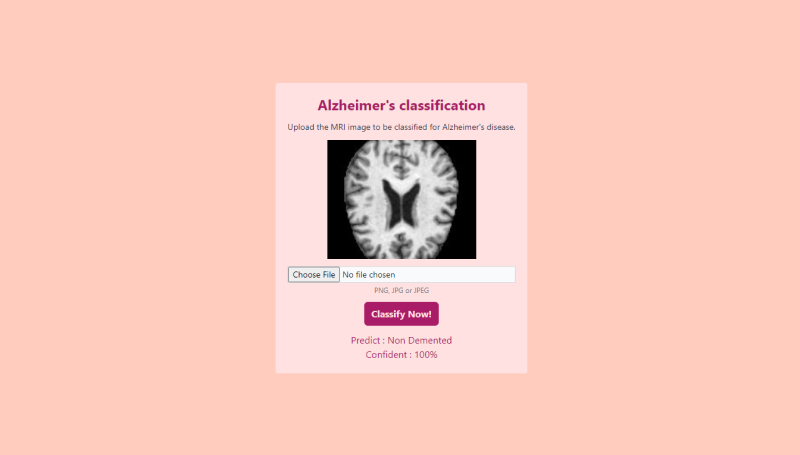 Alzheimer's classification
Upload the MRI image to be classified for Alzheimer's disease.
Choose File No file chosen
PNG, JPG or JPEG
Classify Now!
Predict : Non Demented
Confident : 100%